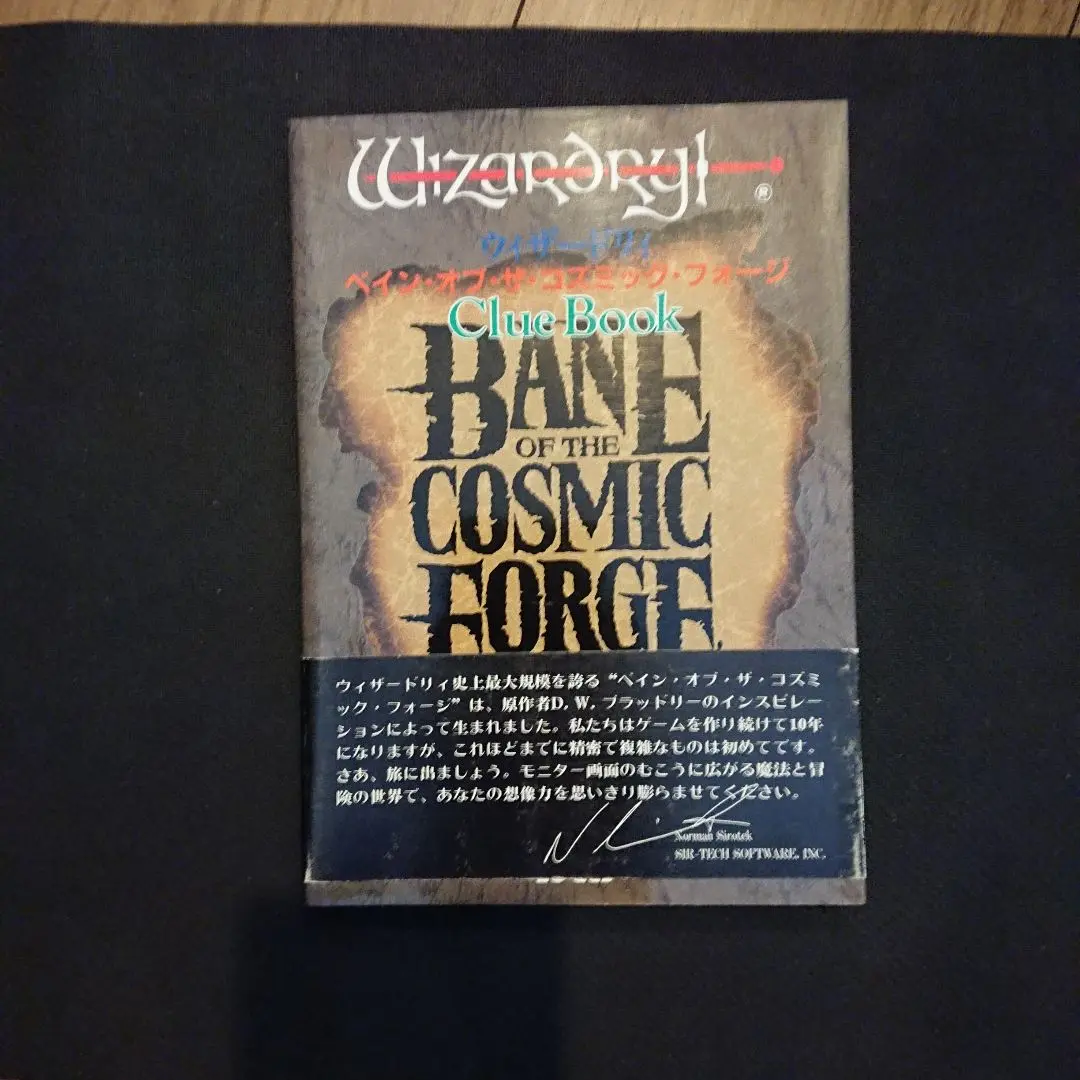 Wizardry
®
ウィザードリィ
ベイン・オブ・ザ・コズミック・フォージ
Clue Book
BANE
OF THE
COSMIC
FORGE
ウィザードリィ史上最大規模を誇る“ベイン・オブ・ザ・コズミ
ック・フォージ”は、原作者D.W.ブラッドリーのインスピレー
ションによって生まれました。私たちはゲームを作り続けて10年
になりますが、これほどまでに精密で複雑なものは初めてです。
さあ、旅に出ましょう。モニター画面のむこうに広がる魔法と冒
険の世界で、あなたの想像力を思いきり膨らませてください。
Norman Sirotek
SIR-TECH SOFTWARE, INC.